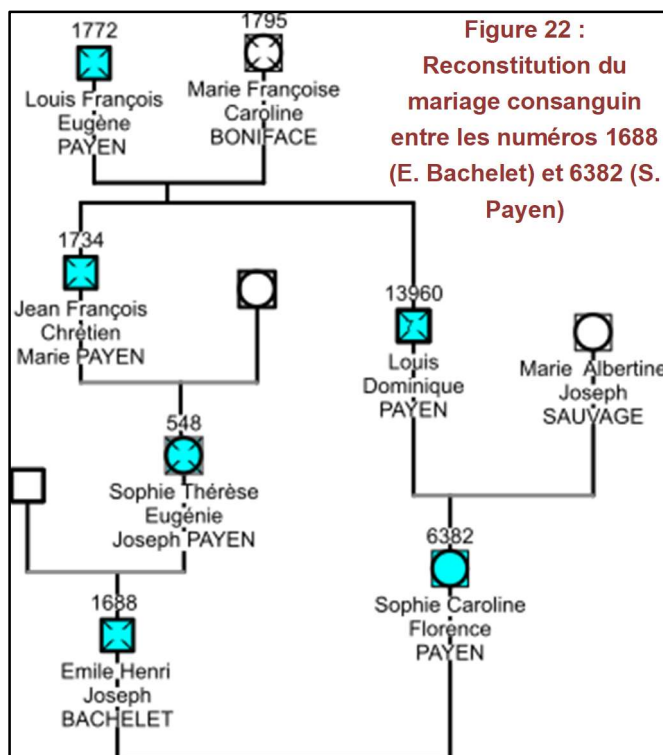 Figure 22 :
Reconstitution du
mariage consanguin
entre les numéros 1688
(E. Bachelet) et 6382 (S.
Payen)
1772
Louis François
Eugène
PAYEN
1795
Marie Françoise
Caroline
BONIFACE
1734
Jean François
Chrétien
Marie PAYEN
13960
Louis
Dominique
PAYEN
Marie Albertine
Joseph
SAUVAGE
548
Sophie Thérèse
Eugénie
Joseph PAYEN
6382
Sophie Caroline
Florence
PAYEN
1688
Emile Henri
Joseph
BACHELET